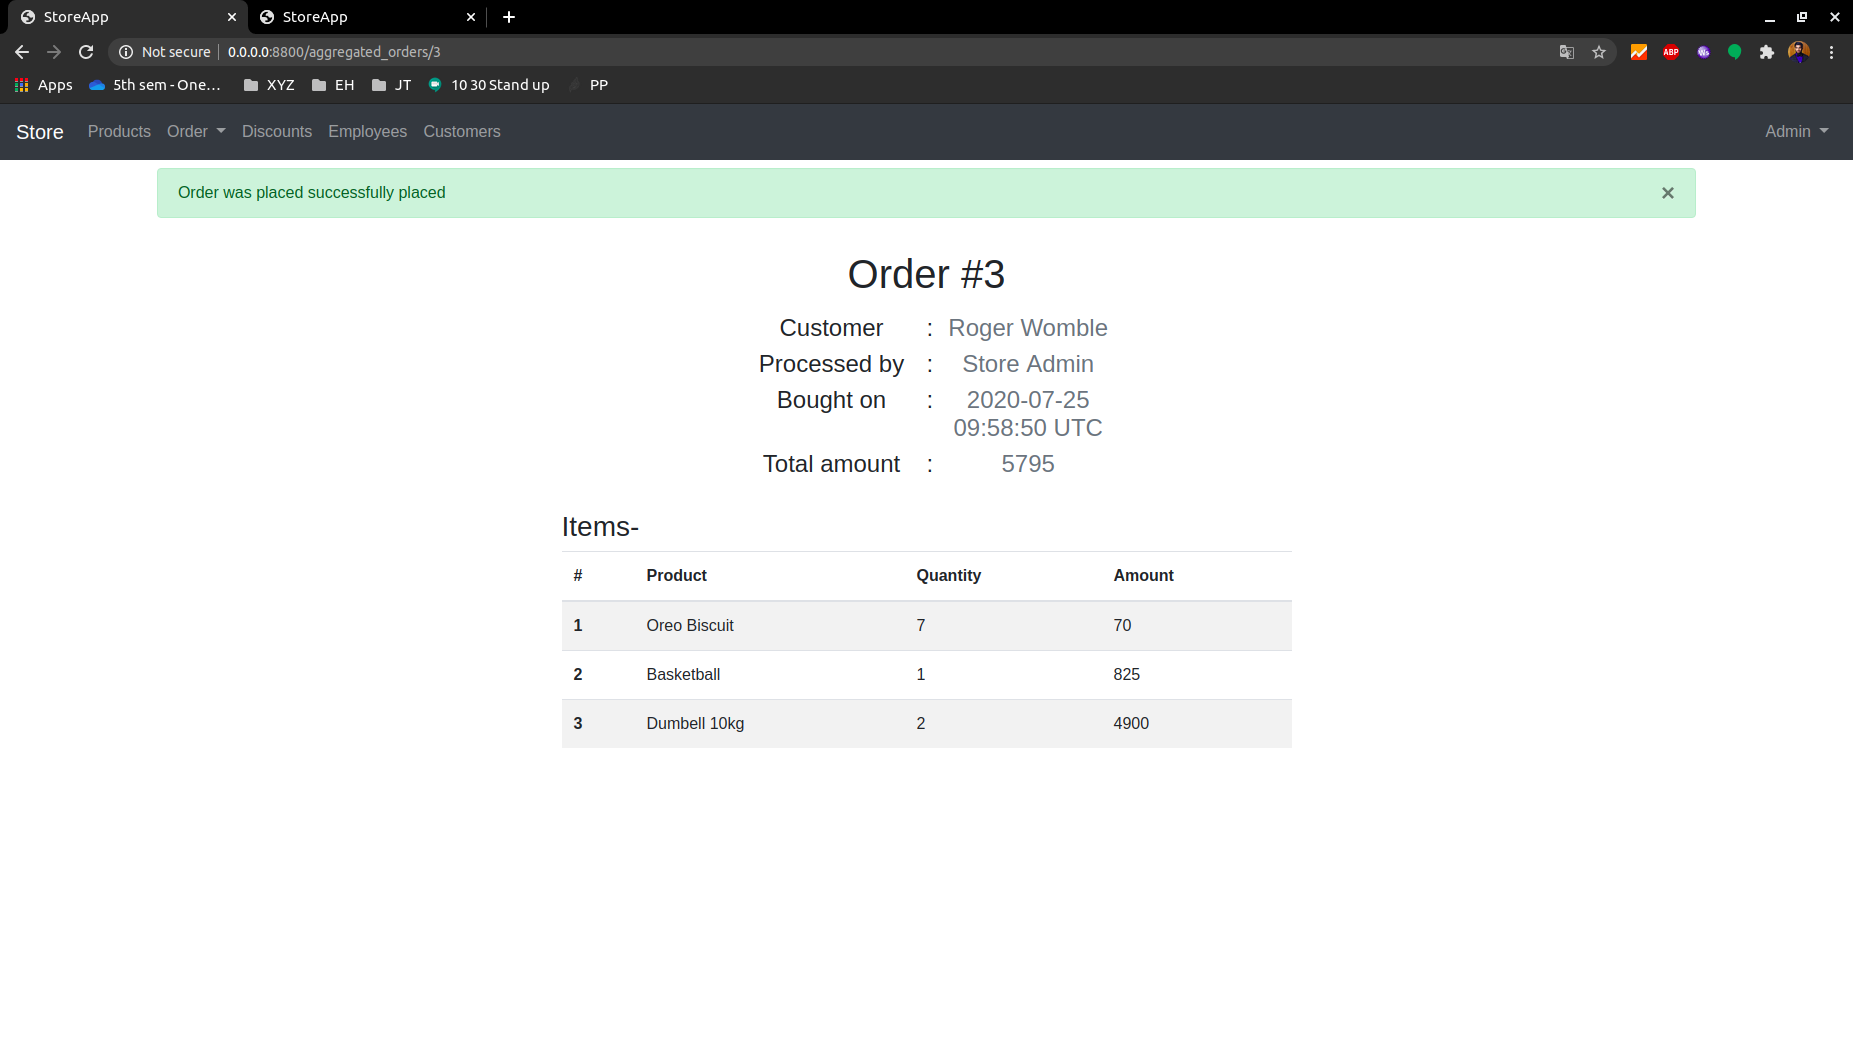 StoreApp StoreApp
Not secure 0.0.0.0:8800/aggregated_orders/3 ABP Ws
Apps 5th sem - One... XYZ EH JT 10 30 Stand up PP
Store Products Order Discounts Employees Customers Admin
Order was placed successfully placed ×
Order #3
Customer : Roger Womble
Processed by : Store Admin
Bought on : 2020-07-25
09:58:50 UTC
Total amount : 5795
Items-
# Product Quantity Amount
1 Oreo Biscuit 7 70
2 Basketball 1 825
3 Dumbell 10kg 2 4900